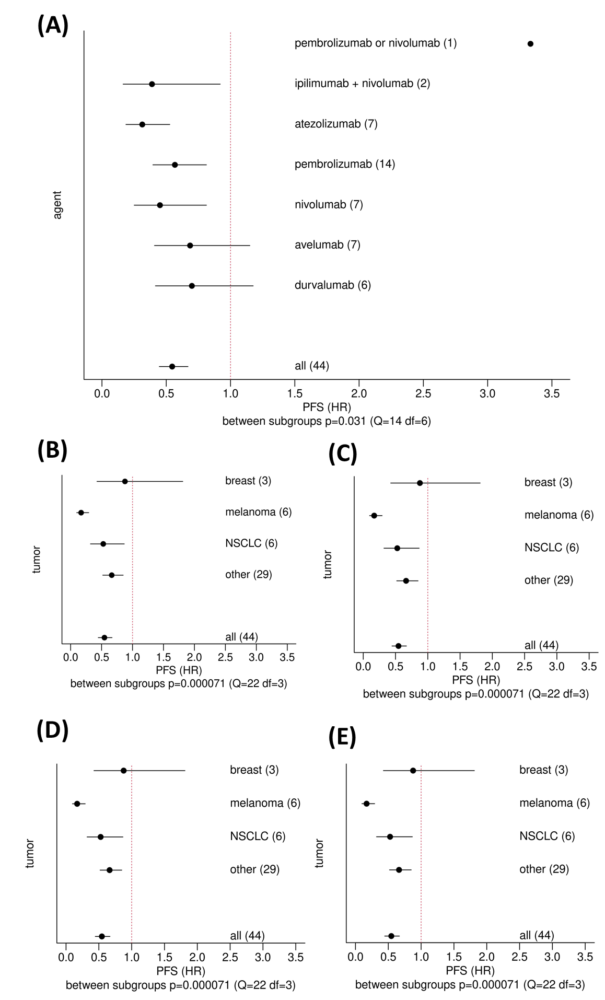 (A)
pembrolizumab or nivolumab (1)
ipilimumab + nivolumab (2)
atezolizumab (7)
pembrolizumab (14)
agent
nivolumab (7)
avelumab (7)
durvalumab (6)
all (44)
0.0 0.5 1.0 1.5 2.0 2.5 3.0 3.5
PFS (HR)
between subgroups p=0.031 (Q=14 df=6)
(B)
breast (3)
melanoma (6)
NSCLC (6)
tumor
other (29)
all (44)
0.0 0.5 1.0 1.5 2.0 2.5 3.0 3.5
PFS (HR)
between subgroups p=0.000071 (Q=22 df=3)
(C)
breast (3)
melanoma (6)
NSCLC (6)
tumor
other (29)
all (44)
0.0 0.5 1.0 1.5 2.0 2.5 3.0 3.5
PFS (HR)
between subgroups p=0.000071 (Q=22 df=3)
(D)
breast (3)
melanoma (6)
NSCLC (6)
tumor
other (29)
all (44)
0.0 0.5 1.0 1.5 2.0 2.5 3.0 3.5
PFS (HR)
between subgroups p=0.000071 (Q=22 df=3)
(E)
breast (3)
melanoma (6)
NSCLC (6)
tumor
other (29)
all (44)
0.0 0.5 1.0 1.5 2.0 2.5 3.0 3.5
PFS (HR)
between subgroups p=0.000071 (Q=22 df=3)